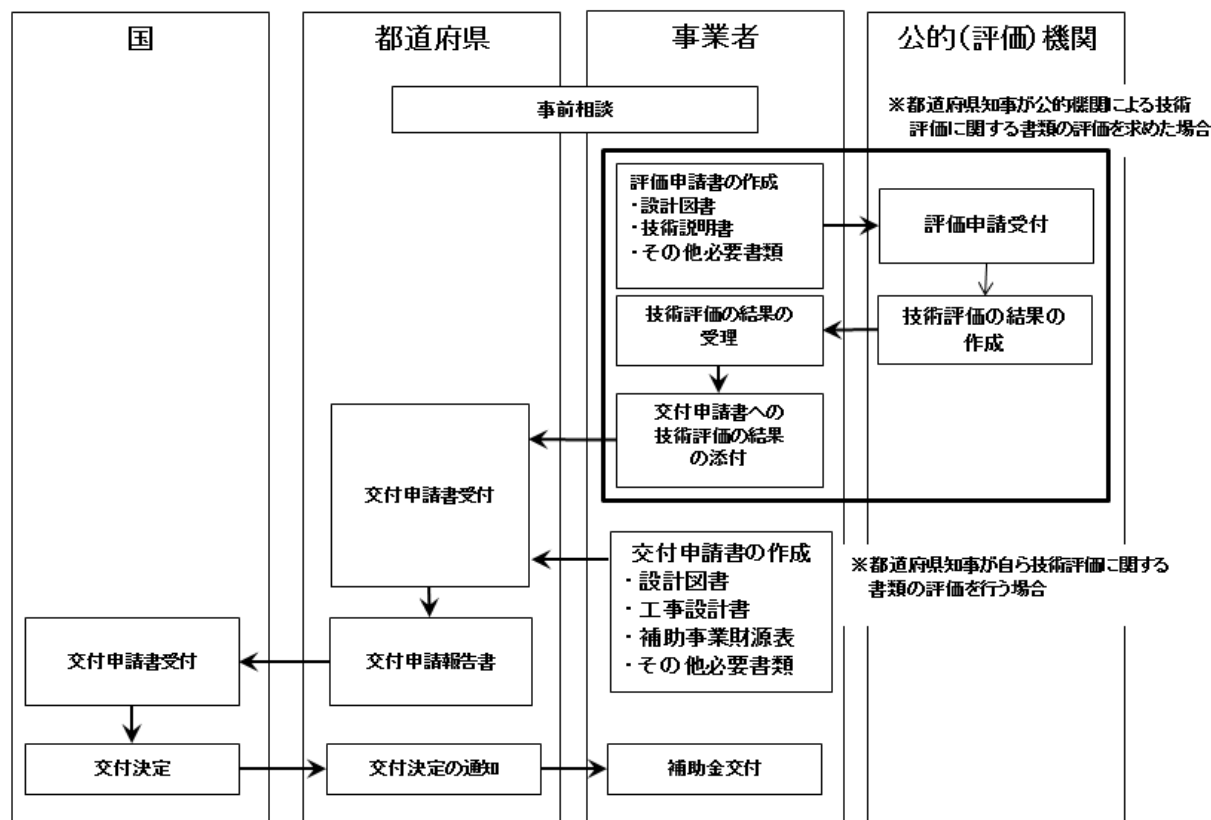 国
都道府県
事業者
公的(評価)機関
事前相談
※都道府県知事が公的機関による技術
評価に関する書類の評価を求めた場合
評価申請書の作成
・設計図書
・技術説明書
・その他必要書類
評価申請受付
技術評価の結果の
受理
技術評価の結果の
作成
交付申請書への
技術評価の結果
の添付
交付申請書受付
交付申請書の作成
・設計図書
・工事設計書
・補助事業財源表
・その他必要書類
※都道府県知事が自ら技術評価に関する
書類の評価を行う場合
交付申請書受付
交付申請報告書
交付決定
交付決定の通知
補助金交付